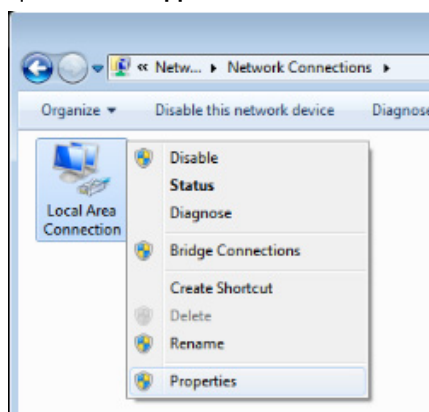 « Netw... ▸ Network Connections ▸
Organize ▾ Disable this network device Diagnose
Local Area
Connection
Disable
Status
Diagnose
Bridge Connections
Create Shortcut
Delete
Rename
Properties